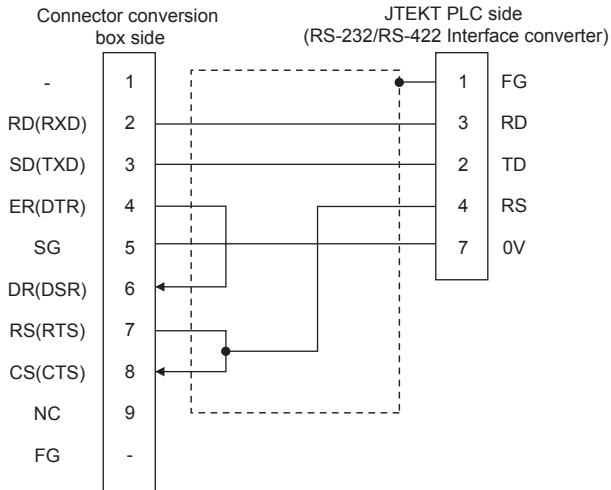 Connector conversion
box side
JTEKT PLC side
(RS-232/RS-422 Interface converter)
- 1
RD(RXD) 2
SD(TXD) 3
ER(DTR) 4
SG 5
DR(DSR) 6
RS(RTS) 7
CS(CTS) 8
NC 9
FG -
1 FG
3 RD
2 TD
4 RS
7 0V